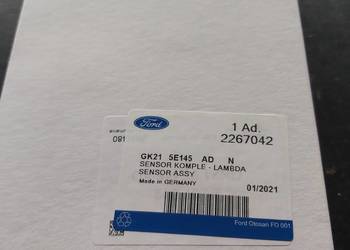 Ford
1 Ad.
2267042
GK21 5E145 AD N
SENSOR KOMPLE - LAMBDA
SENSOR ASSY
Made in GERMANY
01/2021
Ford Otosan FO 001